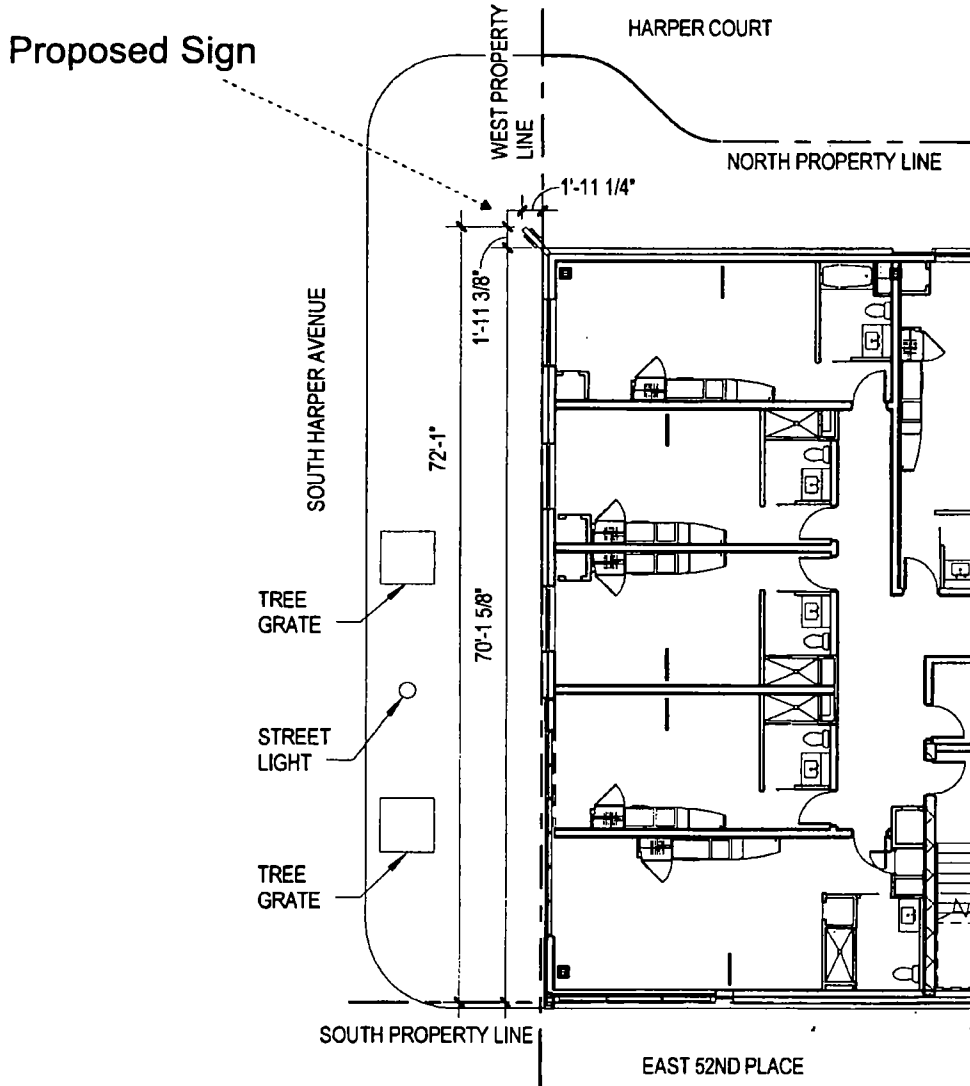 HARPER COURT
Proposed Sign
WEST PROPERTY
LINE
NORTH PROPERTY LINE
1'-11 1/4"
1'-11 3/8"
SOUTH HARPER AVENUE
72'-1"
70'-1 5/8"
TREE
GRATE
STREET
LIGHT
TREE
GRATE
SOUTH PROPERTY LINE
EAST 52ND PLACE